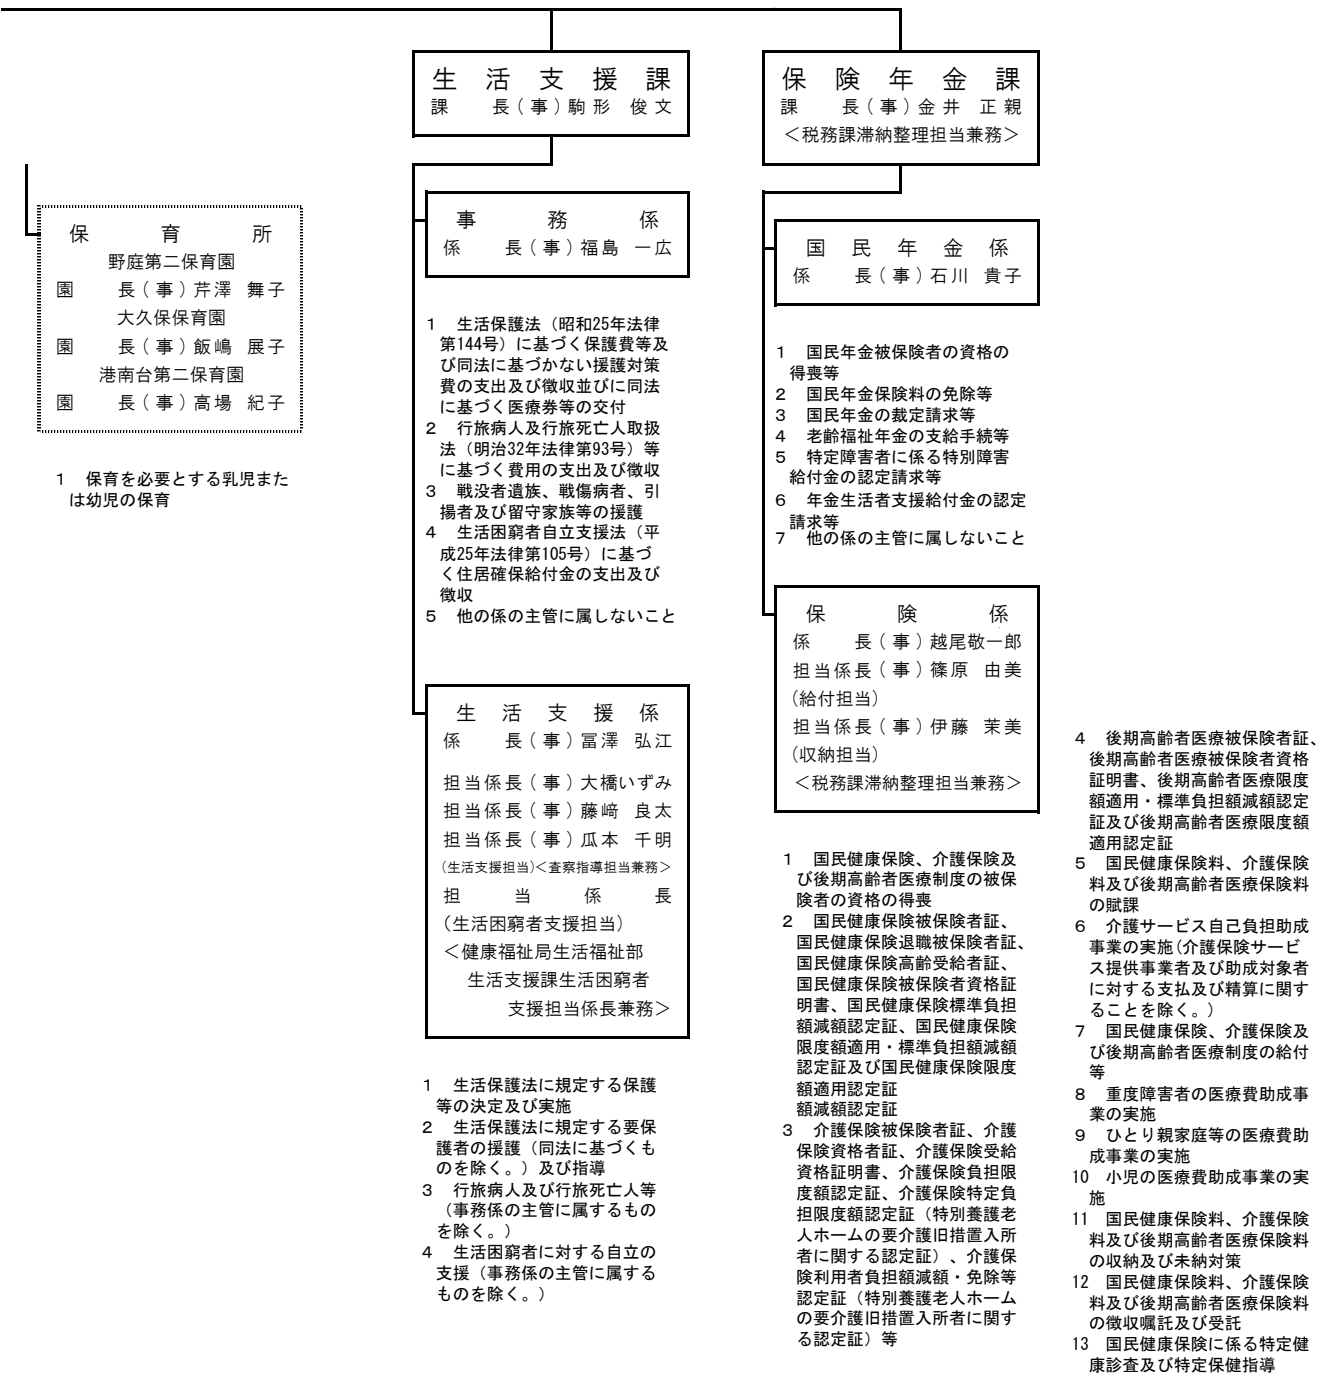 保育所
野庭第二保育園
園長(事)芹澤 舞子
大久保保育園
園長(事)飯嶋 展子
港南台第二保育園
園長(事)高場 紀子
1 保育を必要とする乳児また
は幼児の保育
生活支援課
課長(事)駒形 俊文
事務係
係長(事)福島 一広
1 生活保護法(昭和25年法律
第144号)に基づく保護費等及
び同法に基づかない援護対策
費の支出及び徴収並びに同法
に基づく医療券等の交付
2 行旅病人及行旅死亡人取扱
法(明治32年法律第93号)等
に基づく費用の支出及び徴収
3 戦没者遺族、戦傷病者、引
揚者及び留守家族等の援護
4 生活困窮者自立支援法(平
成25年法律第105号)に基づ
く住居確保給付金の支出及び
徴収
5 他の係の主管に属しないこと
生活支援係
係長(事)冨澤 弘江
担当係長(事)大橋いずみ
担当係長(事)藤﨑 良太
担当係長(事)瓜本 千明
(生活支援担当)<査察指導担当兼務>
担当係長
(生活困窮者支援担当)
<健康福祉局生活福祉部
生活支援課生活困窮者
支援担当係長兼務>
1 生活保護法に規定する保護
等の決定及び実施
2 生活保護法に規定する要保
護者の援護(同法に基づくも
のを除く。)及び指導
3 行旅病人及び行旅死亡人等
(事務係の主管に属するもの
を除く。)
4 生活困窮者に対する自立の
支援(事務係の主管に属する
ものを除く。)
保険年金課
課長(事)金井 正親
<税務課滞納整理担当兼務>
国民年金係
係長(事)石川 貴子
1 国民年金被保険者の資格の
得喪等
2 国民年金保険料の免除等
3 国民年金の裁定請求等
4 老齢福祉年金の支給手続等
5 特定障害者に係る特別障害
給付金の認定請求等
6 年金生活者支援給付金の認定
請求等
7 他の係の主管に属しないこと
保険係
係長(事)越尾敬一郎
担当係長(事)篠原 由美
(給付担当)
担当係長(事)伊藤 茉美
(収納担当)
<税務課滞納整理担当兼務>
1 国民健康保険、介護保険及
び後期高齢者医療制度の被保
険者の資格の得喪
2 国民健康保険被保険者証、
国民健康保険退職被保険者証、
国民健康保険高齢受給者証、
国民健康保険被保険者資格証
明書、国民健康保険標準負担
額減額認定証、国民健康保険
限度額適用・標準負担額減額
認定証及び国民健康保険限度
額適用認定証
額減額認定証
3 介護保険被保険者証、介護
保険資格者証、介護保険受給
資格証明書、介護保険負担限
度額認定証、介護保険特定負
担限度額認定証(特別養護老
人ホームの要介護旧措置入所
者に関する認定証)、介護保
険利用者負担額減額・免除等
認定証(特別養護老人ホーム
の要介護旧措置入所者に関す
る認定証)等
4 後期高齢者医療被保険者証、
後期高齢者医療被保険者資格
証明書、後期高齢者医療限度
額適用・標準負担額減額認定
証及び後期高齢者医療限度額
適用認定証
5 国民健康保険料、介護保険
料及び後期高齢者医療保険料
の賦課
6 介護サービス自己負担助成
事業の実施(介護保険サービ
ス提供事業者及び助成対象者
に対する支払及び精算に関す
ることを除く。)
7 国民健康保険、介護保険及
び後期高齢者医療制度の給付
等
8 重度障害者の医療費助成事
業の実施
9 ひとり親家庭等の医療費助
成事業の実施
10 小児の医療費助成事業の実
施
11 国民健康保険料、介護保険
料及び後期高齢者医療保険料
の収納及び未納対策
12 国民健康保険料、介護保険
料及び後期高齢者医療保険料
の徴収嘱託及び受託
13 国民健康保険に係る特定健
康診査及び特定保健指導